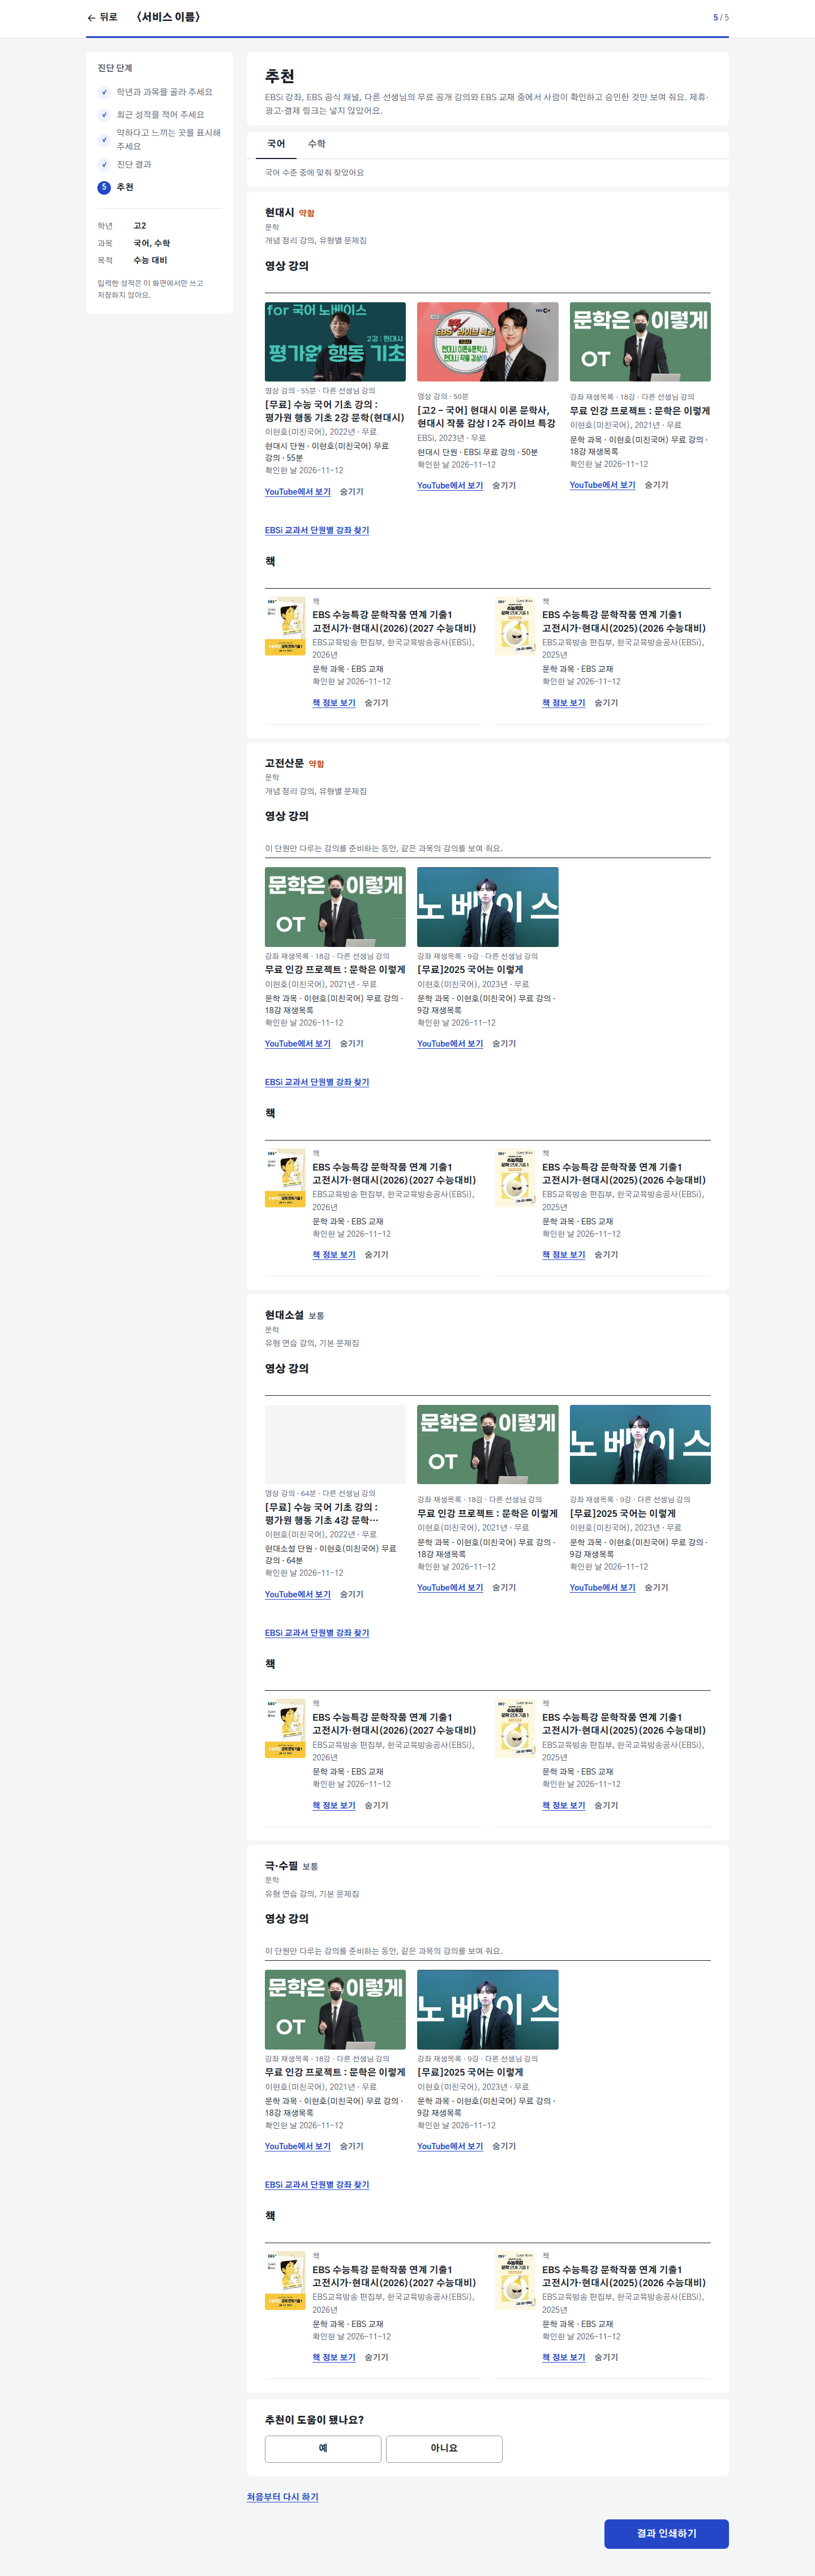 ← 뒤로 〈서비스 이름〉 5 / 5
진단 단계
✓ 학년과 과목을 골라 주세요
✓ 최근 성적을 적어 주세요
✓ 약하다고 느끼는 곳을 표시해
주세요
✓ 진단 결과
5 추천
학년 고2
과목 국어, 수학
목적 수능 대비
입력한 성적은 이 화면에서만 쓰고
저장하지 않아요.
추천
EBSi 강좌, EBS 공식 채널, 다른 선생님의 무료 공개 강의와 EBS 교재 중에서 사람이 확인하고 승인한 것만 보여 줘요. 제휴·
광고·결제 링크는 넣지 않았어요.
국어 수학
국어 수준 중에 맞춰 찾았어요
현대시 약함
문학
개념 정리 강의, 유형별 문제집
영상 강의
for 국어 노베이스
2강 : 현대시
평가원 행동 기초
영상 강의 · 55분 · 다른 선생님 강의
[무료] 수능 국어 기초 강의 :
평가원 행동 기초 2강 문학(현대시)
이현호(미친국어), 2022년 · 무료
현대시 단원 · 이현호(미친국어) 무료
강의 · 55분
확인한 날 2026-11-12
YouTube에서 보기 숨기기
EBS 라이브 특강
현대시 이론&문학사,
현대시 작품 감상
영상 강의 · 50분
[고2 - 국어] 현대시 이론 문학사,
현대시 작품 감상 I 2주 라이브 특강
EBSi, 2023년 · 무료
현대시 단원 · EBSi 무료 강의 · 50분
확인한 날 2026-11-12
YouTube에서 보기 숨기기
문학은 이렇게
OT
강좌 재생목록 · 18강 · 다른 선생님 강의
무료 인강 프로젝트 : 문학은 이렇게
이현호(미친국어), 2021년 · 무료
문학 과목 · 이현호(미친국어) 무료 강의 ·
18강 재생목록
확인한 날 2026-11-12
YouTube에서 보기 숨기기
EBSi 교과서 단원별 강좌 찾기
책
책
EBS 수능특강 문학작품 연계 기출1
고전시가·현대시(2026)(2027 수능대비)
EBS교육방송 편집부, 한국교육방송공사(EBSi),
2026년
문학 과목 · EBS 교재
확인한 날 2026-11-12
책 정보 보기 숨기기
책
EBS 수능특강 문학작품 연계 기출1
고전시가·현대시(2025)(2026 수능대비)
EBS교육방송 편집부, 한국교육방송공사(EBSi),
2025년
문학 과목 · EBS 교재
확인한 날 2026-11-12
책 정보 보기 숨기기
고전산문 약함
문학
개념 정리 강의, 유형별 문제집
영상 강의
이 단원만 다루는 강의를 준비하는 동안, 같은 과목의 강의를 보여 줘요.
문학은 이렇게
OT
강좌 재생목록 · 18강 · 다른 선생님 강의
무료 인강 프로젝트 : 문학은 이렇게
이현호(미친국어), 2021년 · 무료
문학 과목 · 이현호(미친국어) 무료 강의 ·
18강 재생목록
확인한 날 2026-11-12
YouTube에서 보기 숨기기
노베이스
강좌 재생목록 · 9강 · 다른 선생님 강의
[무료]2025 국어는 이렇게
이현호(미친국어), 2023년 · 무료
문학 과목 · 이현호(미친국어) 무료 강의 ·
9강 재생목록
확인한 날 2026-11-12
YouTube에서 보기 숨기기
EBSi 교과서 단원별 강좌 찾기
책
책
EBS 수능특강 문학작품 연계 기출1
고전시가·현대시(2026)(2027 수능대비)
EBS교육방송 편집부, 한국교육방송공사(EBSi),
2026년
문학 과목 · EBS 교재
확인한 날 2026-11-12
책 정보 보기 숨기기
책
EBS 수능특강 문학작품 연계 기출1
고전시가·현대시(2025)(2026 수능대비)
EBS교육방송 편집부, 한국교육방송공사(EBSi),
2025년
문학 과목 · EBS 교재
확인한 날 2026-11-12
책 정보 보기 숨기기
현대소설 보통
문학
유형 연습 강의, 기본 문제집
영상 강의
영상 강의 · 64분 · 다른 선생님 강의
[무료] 수능 국어 기초 강의 :
평가원 행동 기초 4강 문학…
이현호(미친국어), 2022년 · 무료
현대소설 단원 · 이현호(미친국어) 무료
강의 · 64분
확인한 날 2026-11-12
YouTube에서 보기 숨기기
문학은 이렇게
OT
강좌 재생목록 · 18강 · 다른 선생님 강의
무료 인강 프로젝트 : 문학은 이렇게
이현호(미친국어), 2021년 · 무료
문학 과목 · 이현호(미친국어) 무료 강의 ·
18강 재생목록
확인한 날 2026-11-12
YouTube에서 보기 숨기기
노베이스
강좌 재생목록 · 9강 · 다른 선생님 강의
[무료]2025 국어는 이렇게
이현호(미친국어), 2023년 · 무료
문학 과목 · 이현호(미친국어) 무료 강의 ·
9강 재생목록
확인한 날 2026-11-12
YouTube에서 보기 숨기기
EBSi 교과서 단원별 강좌 찾기
책
책
EBS 수능특강 문학작품 연계 기출1
고전시가·현대시(2026)(2027 수능대비)
EBS교육방송 편집부, 한국교육방송공사(EBSi),
2026년
문학 과목 · EBS 교재
확인한 날 2026-11-12
책 정보 보기 숨기기
책
EBS 수능특강 문학작품 연계 기출1
고전시가·현대시(2025)(2026 수능대비)
EBS교육방송 편집부, 한국교육방송공사(EBSi),
2025년
문학 과목 · EBS 교재
확인한 날 2026-11-12
책 정보 보기 숨기기
극·수필 보통
문학
유형 연습 강의, 기본 문제집
영상 강의
이 단원만 다루는 강의를 준비하는 동안, 같은 과목의 강의를 보여 줘요.
문학은 이렇게
OT
강좌 재생목록 · 18강 · 다른 선생님 강의
무료 인강 프로젝트 : 문학은 이렇게
이현호(미친국어), 2021년 · 무료
문학 과목 · 이현호(미친국어) 무료 강의 ·
18강 재생목록
확인한 날 2026-11-12
YouTube에서 보기 숨기기
노베이스
강좌 재생목록 · 9강 · 다른 선생님 강의
[무료]2025 국어는 이렇게
이현호(미친국어), 2023년 · 무료
문학 과목 · 이현호(미친국어) 무료 강의 ·
9강 재생목록
확인한 날 2026-11-12
YouTube에서 보기 숨기기
EBSi 교과서 단원별 강좌 찾기
책
책
EBS 수능특강 문학작품 연계 기출1
고전시가·현대시(2026)(2027 수능대비)
EBS교육방송 편집부, 한국교육방송공사(EBSi),
2026년
문학 과목 · EBS 교재
확인한 날 2026-11-12
책 정보 보기 숨기기
책
EBS 수능특강 문학작품 연계 기출1
고전시가·현대시(2025)(2026 수능대비)
EBS교육방송 편집부, 한국교육방송공사(EBSi),
2025년
문학 과목 · EBS 교재
확인한 날 2026-11-12
책 정보 보기 숨기기
추천이 도움이 됐나요?
예 아니요
처음부터 다시 하기
결과 인쇄하기